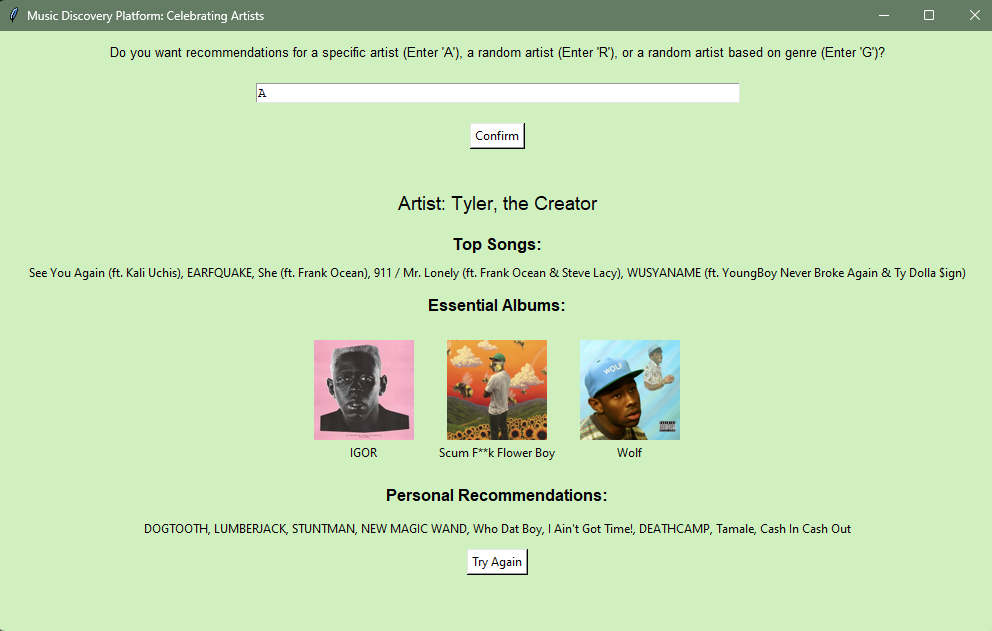 Music Discovery Platform: Celebrating Artists
Do you want recommendations for a specific artist (Enter 'A'), a random artist (Enter 'R'), or a random artist based on genre (Enter 'G')?
A
Confirm
Artist: Tyler, the Creator
Top Songs:
See You Again (ft. Kali Uchis), EARFQUAKE, She (ft. Frank Ocean), 911 / Mr. Lonely (ft. Frank Ocean & Steve Lacy), WUSYANAME (ft. YoungBoy Never Broke Again & Ty Dolla $ign)
Essential Albums:
WOLF
IGOR
Scum F**k Flower Boy
Wolf
Personal Recommendations:
DOGTOOTH, LUMBERJACK, STUNTMAN, NEW MAGIC WAND, Who Dat Boy, I Ain't Got Time!, DEATHCAMP, Tamale, Cash In Cash Out
Try Again